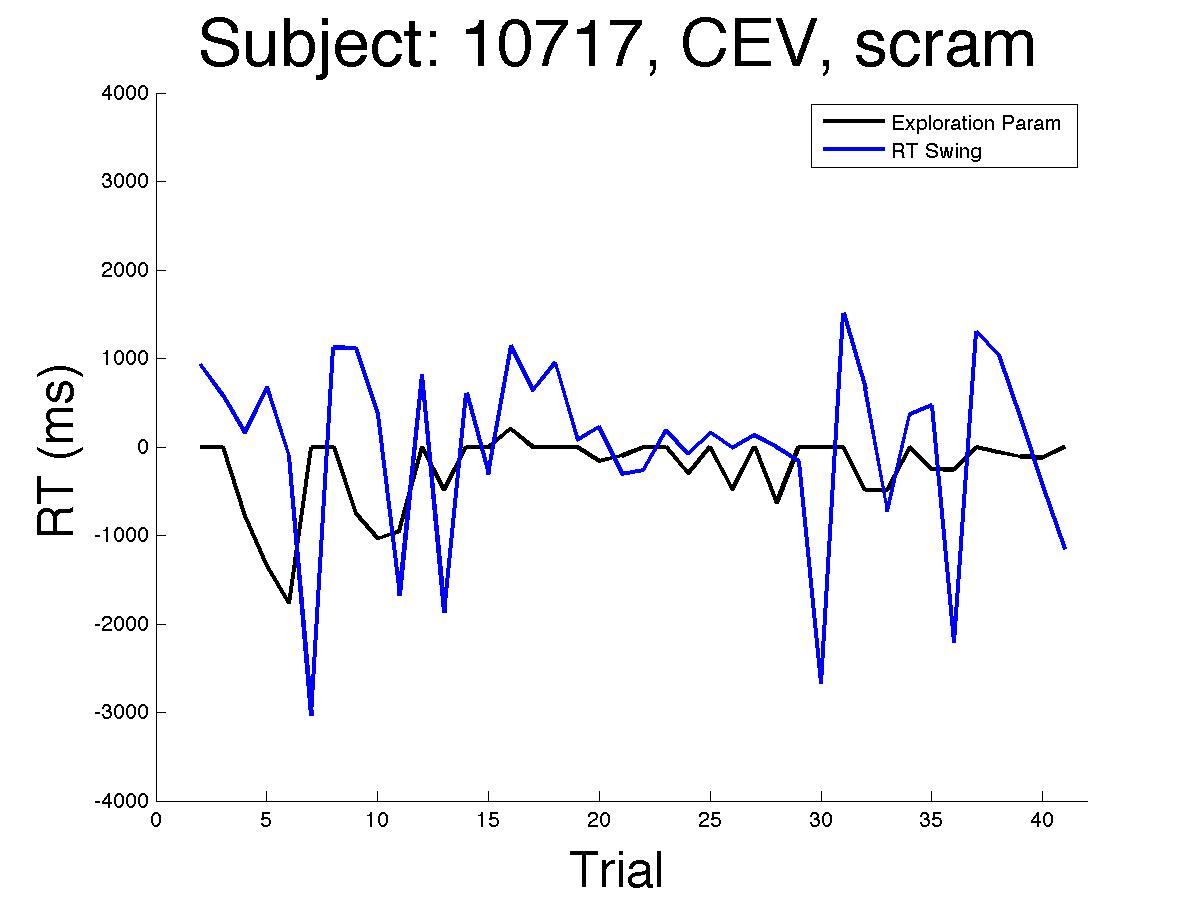 Subject: 10717, CEV, scram
4000
3000
2000
1000
0
-1000
-2000
-3000
-4000
RT (ms)
Exploration Param
RT Swing
0 5 10 15 20 25 30 35 40
Trial